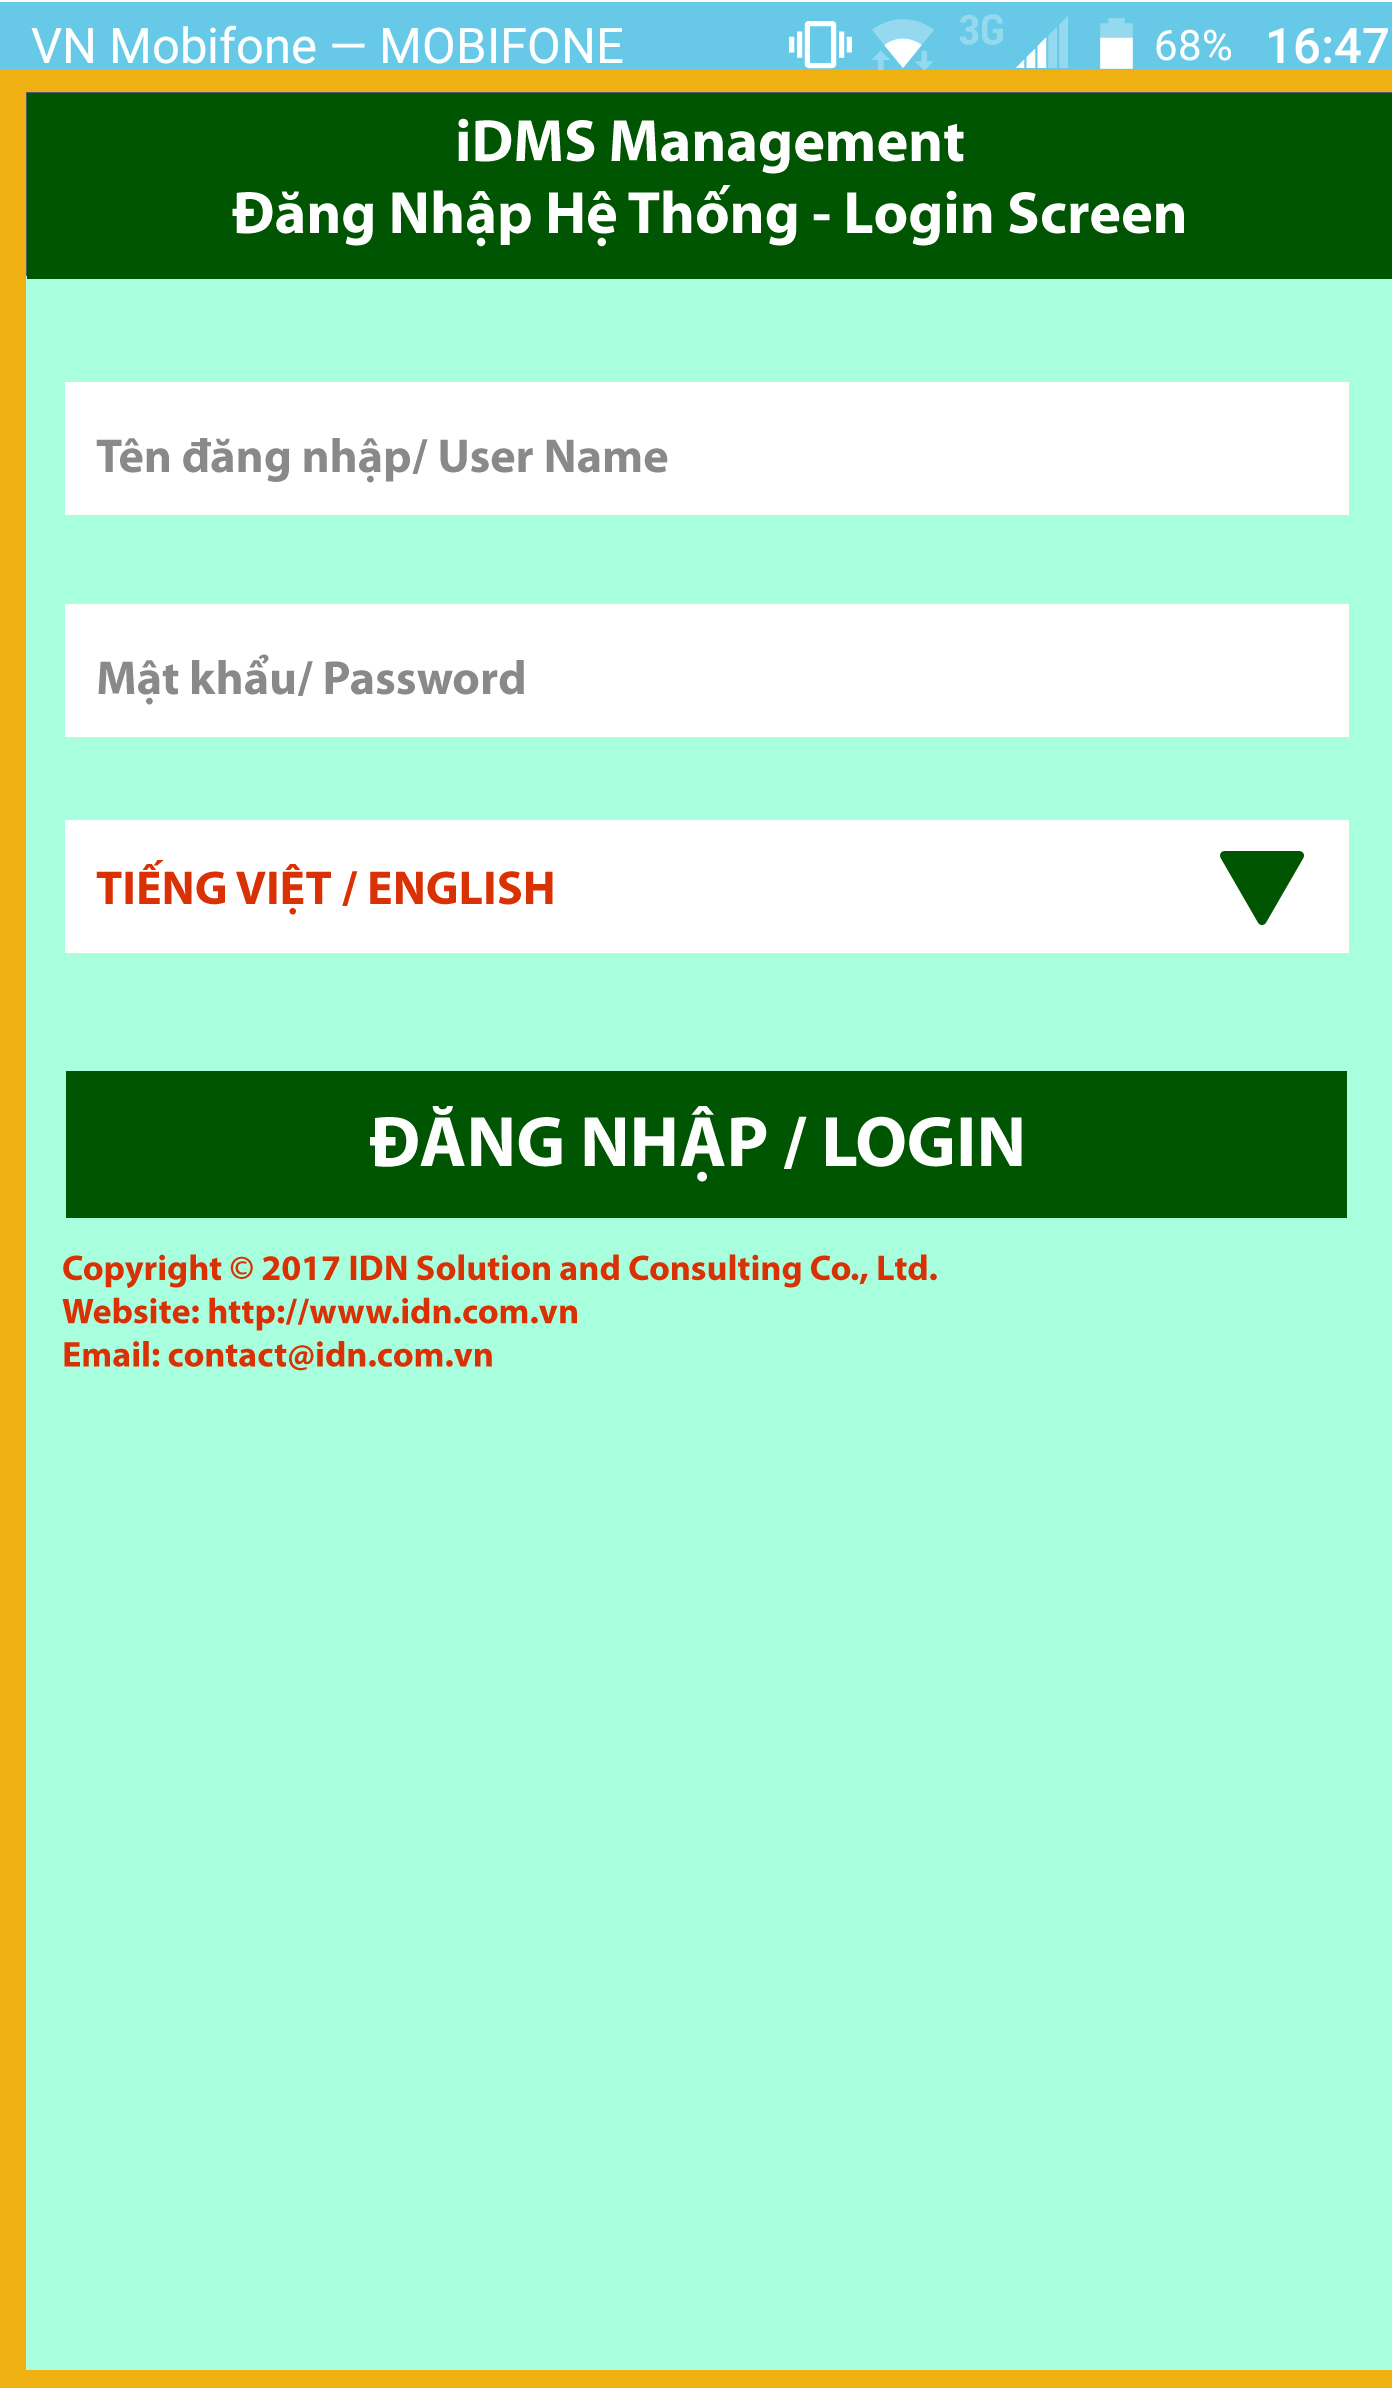 VN Mobifone — MOBIFONE 3G 68% 16:47
iDMS Management
Đăng Nhập Hệ Thống - Login Screen
Tên đăng nhập/ User Name
Mật khẩu/ Password
TIẾNG VIỆT / ENGLISH
ĐĂNG NHẬP / LOGIN
Copyright © 2017 IDN Solution and Consulting Co., Ltd.
Website: http://www.idn.com.vn
Email: contact@idn.com.vn